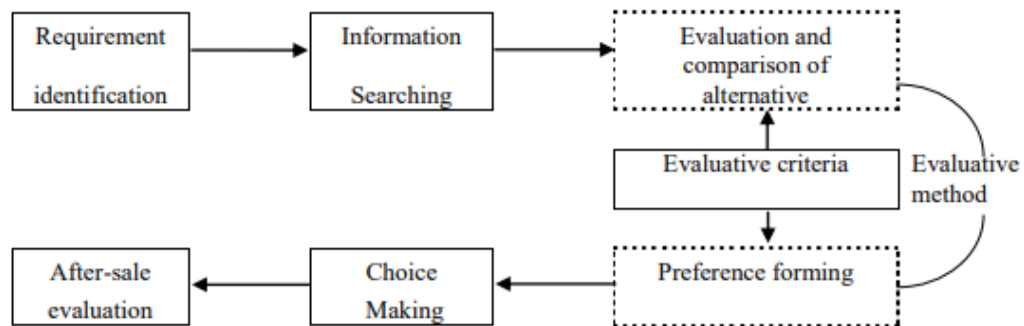 Requirement
identification
Information
Searching
Evaluation and
comparison of
alternative
Evaluative criteria
Evaluative
method
After-sale
evaluation
Choice
Making
Preference forming